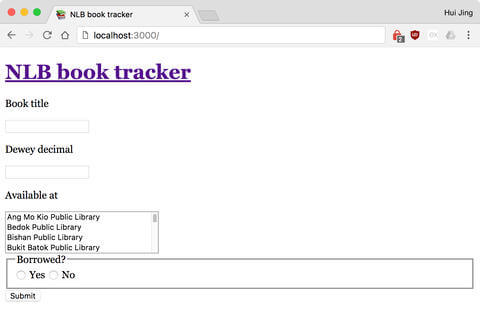 NLB book tracker
Hui Jing
localhost:3000/
2
NLB book tracker
Book title
Dewey decimal
Available at
Ang Mo Kio Public Library
Bedok Public Library
Bishan Public Library
Bukit Batok Public Library
Borrowed?
Yes No
Submit